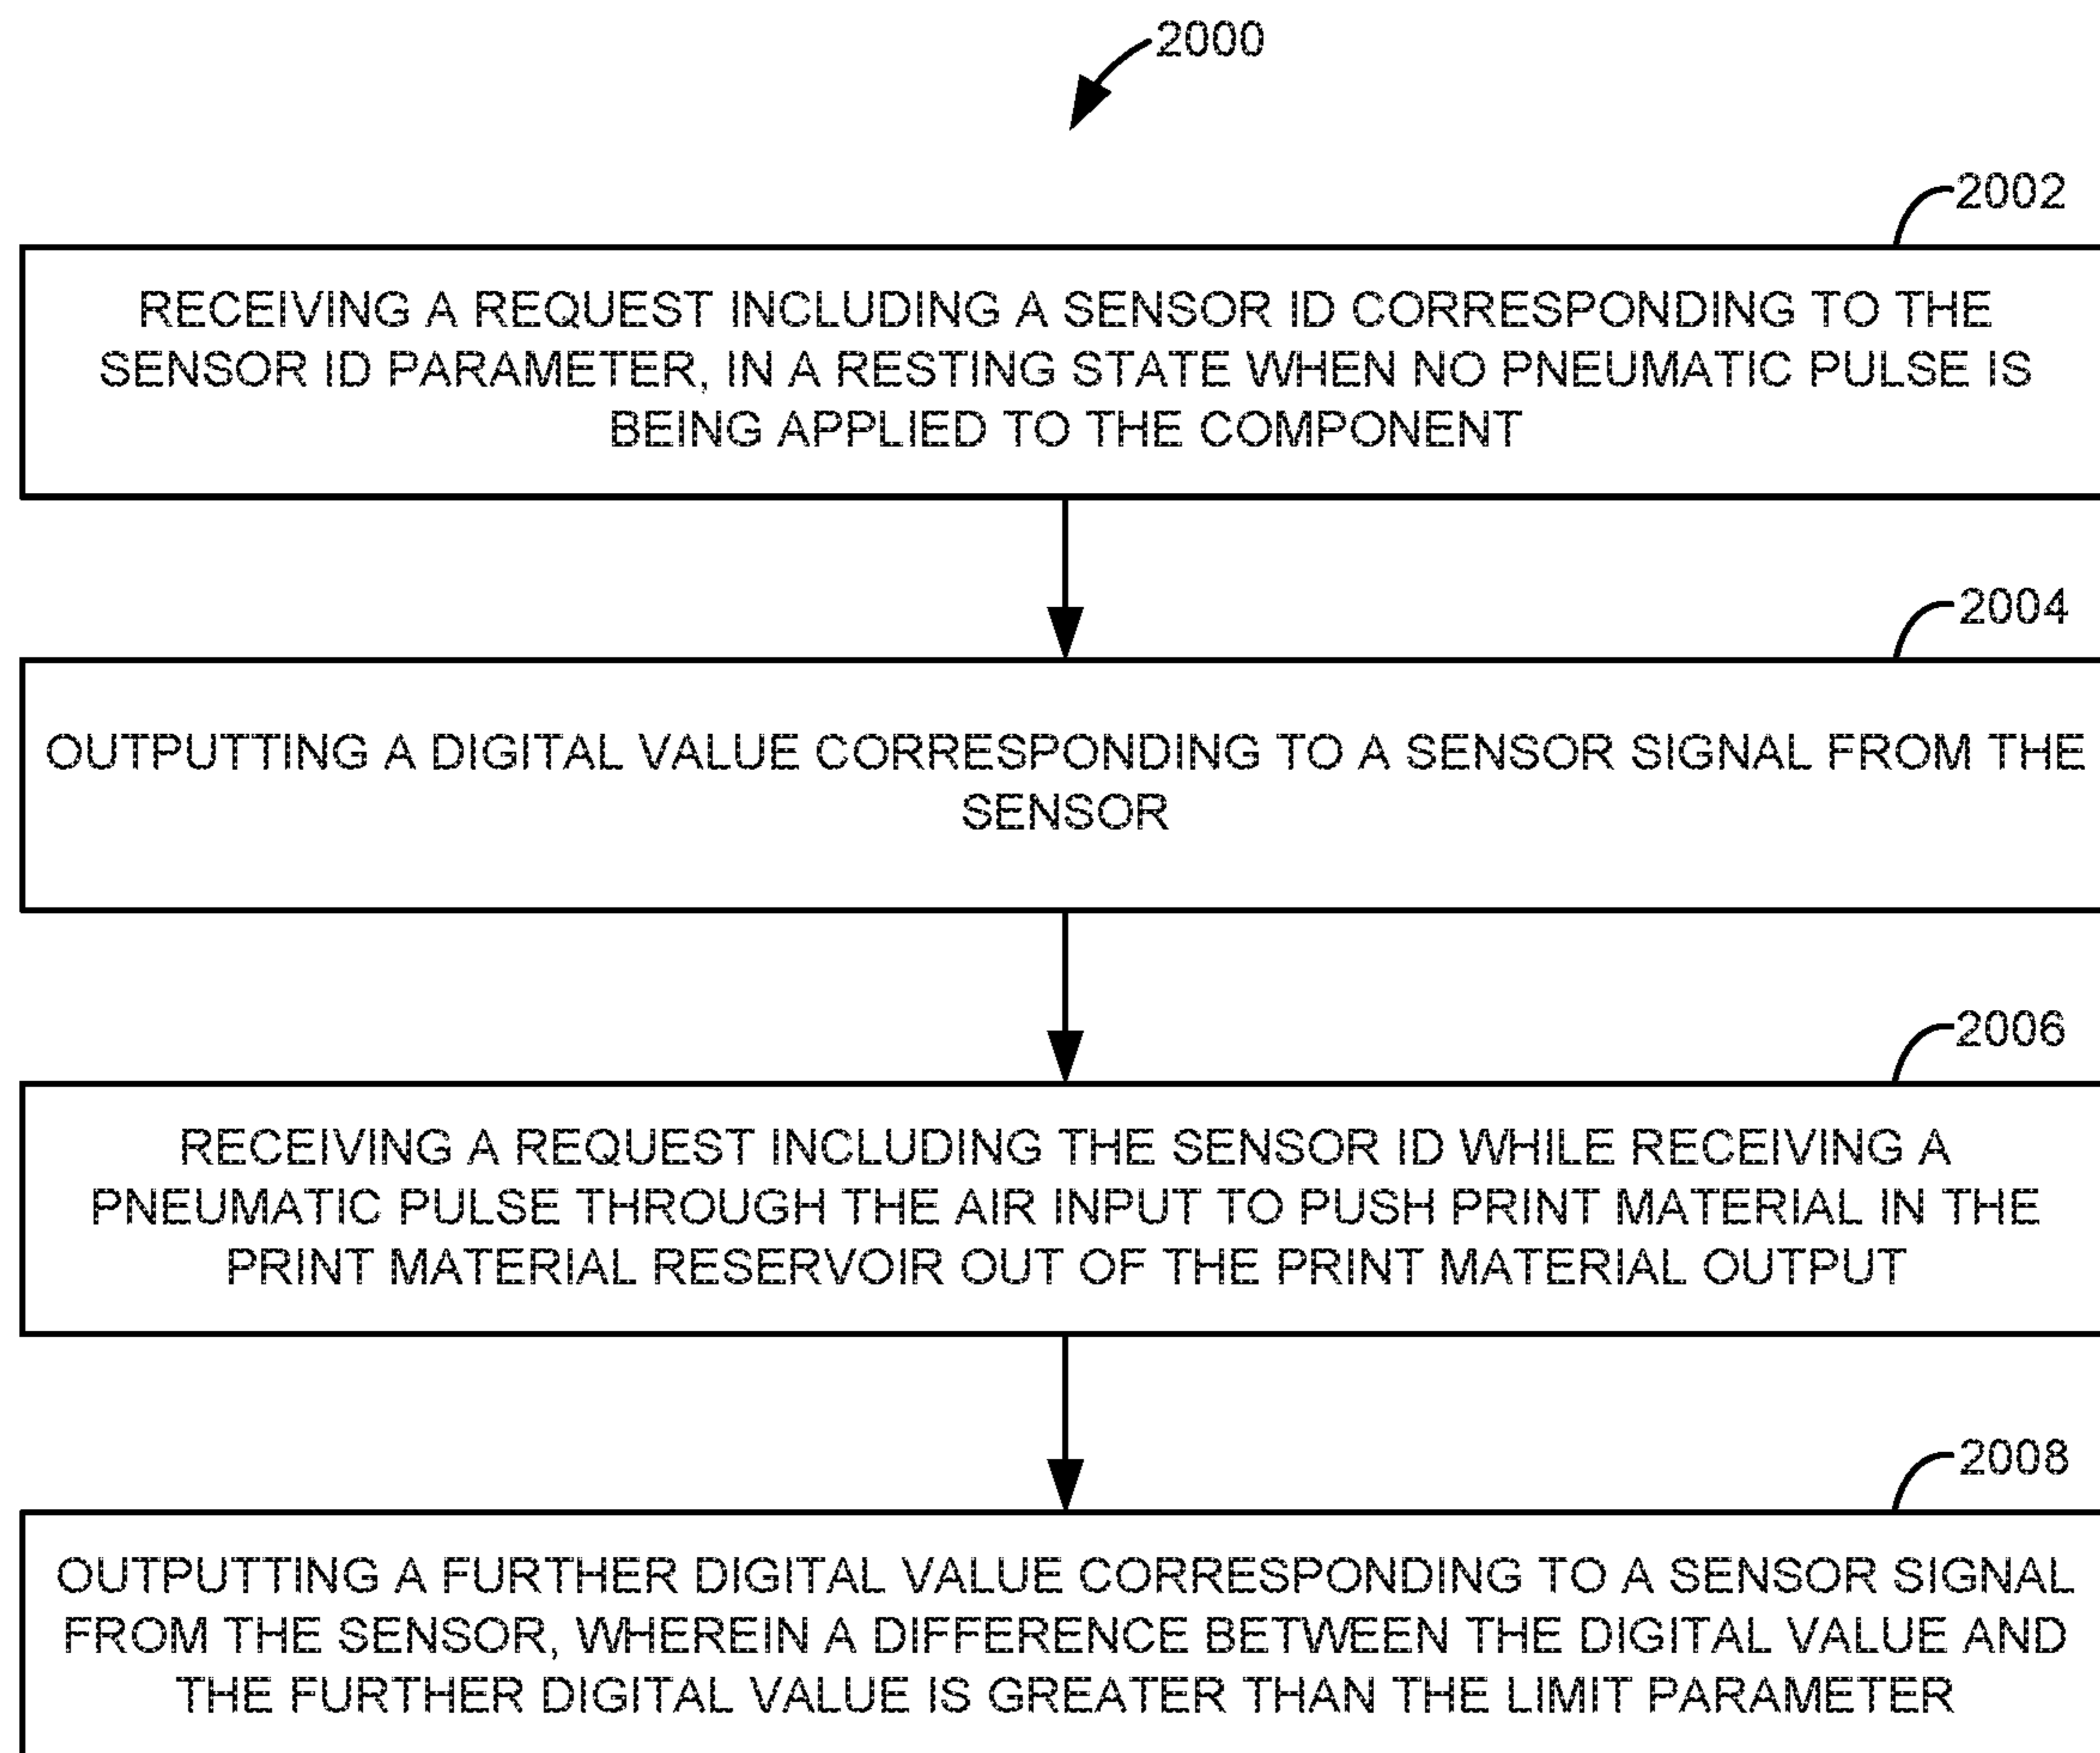 2000
2002
RECEIVING A REQUEST INCLUDING A SENSOR ID CORRESPONDING TO THE
SENSOR ID PARAMETER, IN A RESTING STATE WHEN NO PNEUMATIC PULSE IS
BEING APPLIED TO THE COMPONENT
2004
OUTPUTTING A DIGITAL VALUE CORRESPONDING TO A SENSOR SIGNAL FROM THE
SENSOR
2006
RECEIVING A REQUEST INCLUDING THE SENSOR ID WHILE RECEIVING A
PNEUMATIC PULSE THROUGH THE AIR INPUT TO PUSH PRINT MATERIAL IN THE
PRINT MATERIAL RESERVOIR OUT OF THE PRINT MATERIAL OUTPUT
2008
OUTPUTTING A FURTHER DIGITAL VALUE CORRESPONDING TO A SENSOR SIGNAL
FROM THE SENSOR, WHEREIN A DIFFERENCE BETWEEN THE DIGITAL VALUE AND
THE FURTHER DIGITAL VALUE IS GREATER THAN THE LIMIT PARAMETER